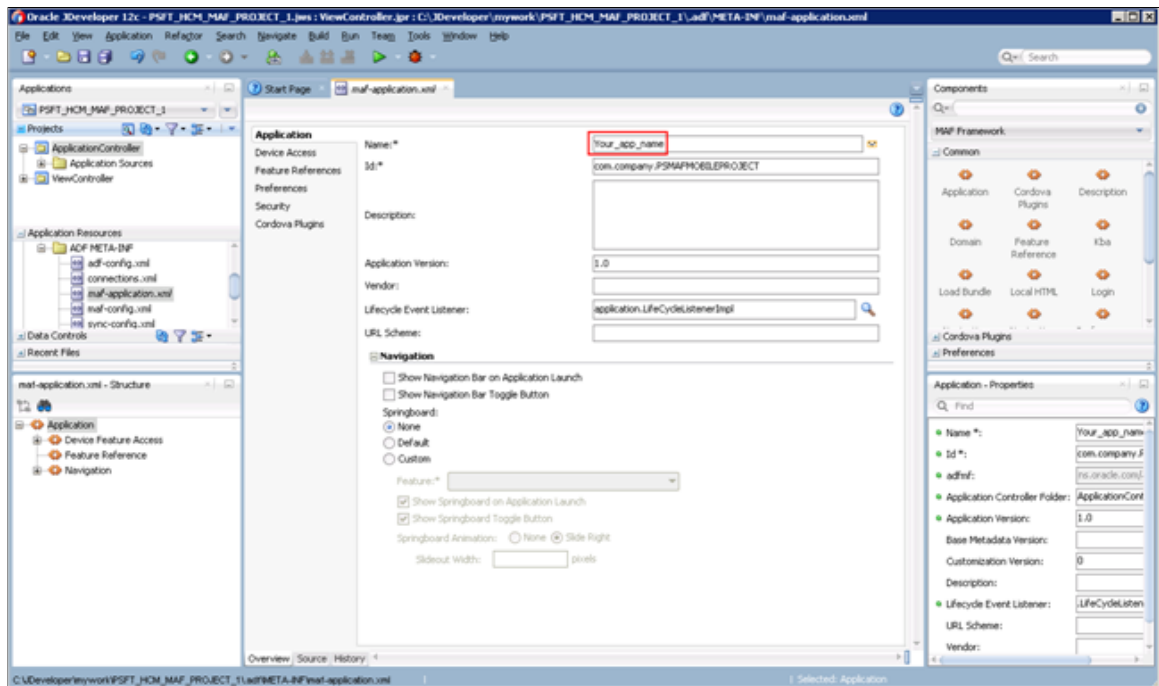 Oracle JDeveloper 12c - PSFT_HCM_MAF_PROJECT_1.jws : ViewController.jpr : C:\JDeveloper\mywork\PSFT_HCM_MAF_PROJECT_1\.adf\META-INF\maf-application.xml
File Edit View Application Refactor Search Navigate Build Run Team Tools Window Help
Search
Applications
PSFT_HCM_MAF_PROJECT_1
Projects
ApplicationController
Application Sources
ViewController
Application Resources
ADF META-INF
adf-config.xml
connections.xml
maf-application.xml
maf-config.xml
sync-config.xml
Data Controls
Recent Files
maf-application.xml - Structure
Application
Device Feature Access
Feature Reference
Navigation
Start Page maf-application.xml
Application
Device Access
Feature References
Preferences
Security
Cordova Plugins
Name:* Your_app_name
Id:* com.company.PSMAFMOBILEPROJECT
Description:
Application Version: 1.0
Vendor:
Lifecycle Event Listener: application.LifeCycleListenerImpl
URL Scheme:
Navigation
Show Navigation Bar on Application Launch
Show Navigation Bar Toggle Button
Springboard:
None
Default
Custom
Feature:*
Show Springboard on Application Launch
Show Springboard Toggle Button
Springboard Animation: None Slide Right
Slideout Width: pixels
Overview Source History
Components
MAF Framework
Common
Application Cordova Plugins Description
Domain Feature Reference Kba
Load Bundle Local HTML Login
Cordova Plugins
Preferences
Application - Properties
Find
Name *: Your_app_nam
Id *: com.company.P
adfmf: ns.oracle.com/
Application Controller Folder: ApplicationCont
Application Version: 1.0
Base Metadata Version:
Customization Version: 0
Description:
Lifecycle Event Listener: .LifeCycleListen
URL Scheme:
Vendor:
C:\JDeveloper\mywork\PSFT_HCM_MAF_PROJECT_1\.adf\META-INF\maf-application.xml
Selected: Application